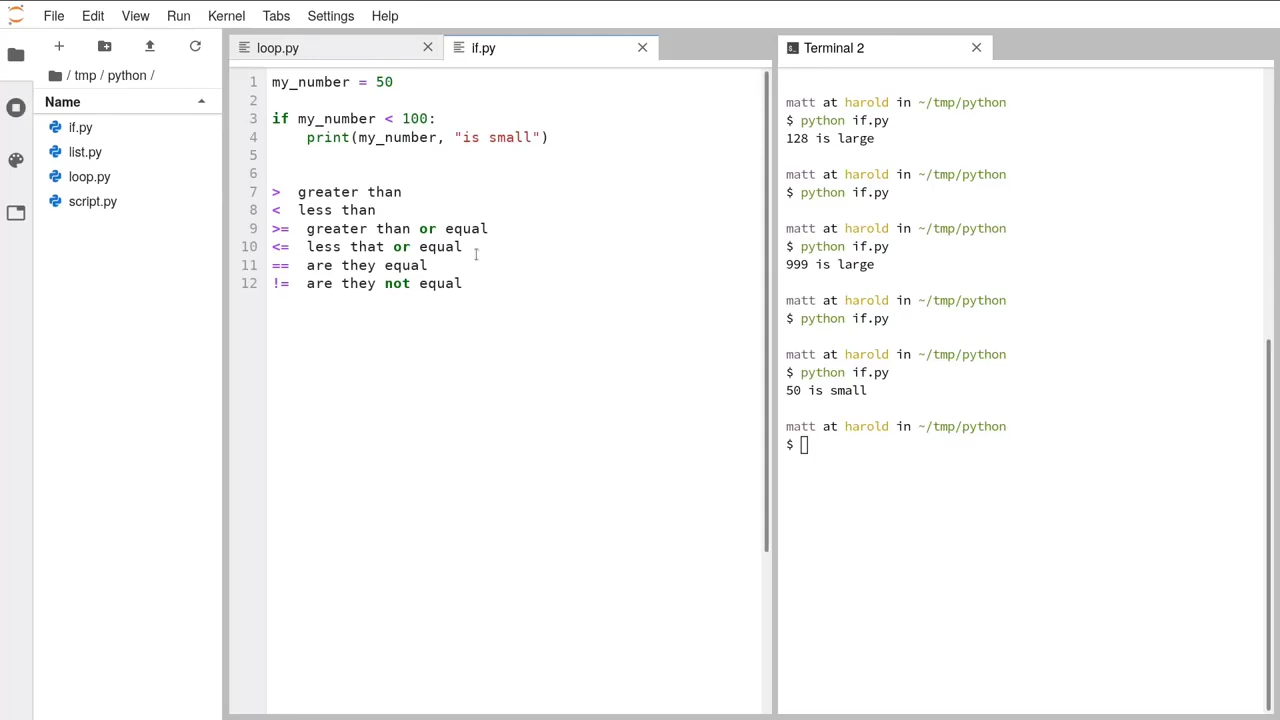 File Edit View Run Kernel Tabs Settings Help
/ tmp / python /
Name
if.py
list.py
loop.py
script.py
loop.py
if.py
1 my_number = 50
2
3 if my_number < 100:
4     print(my_number, "is small")
5
6
7 >  greater than
8 <  less than
9 >=  greater than or equal
10 <=  less that or equal
11 ==  are they equal
12 !=  are they not equal
Terminal 2
matt at harold in ~/tmp/python
$ python if.py
128 is large
matt at harold in ~/tmp/python
$ python if.py
matt at harold in ~/tmp/python
$ python if.py
999 is large
matt at harold in ~/tmp/python
$ python if.py
matt at harold in ~/tmp/python
$ python if.py
50 is small
matt at harold in ~/tmp/python
$